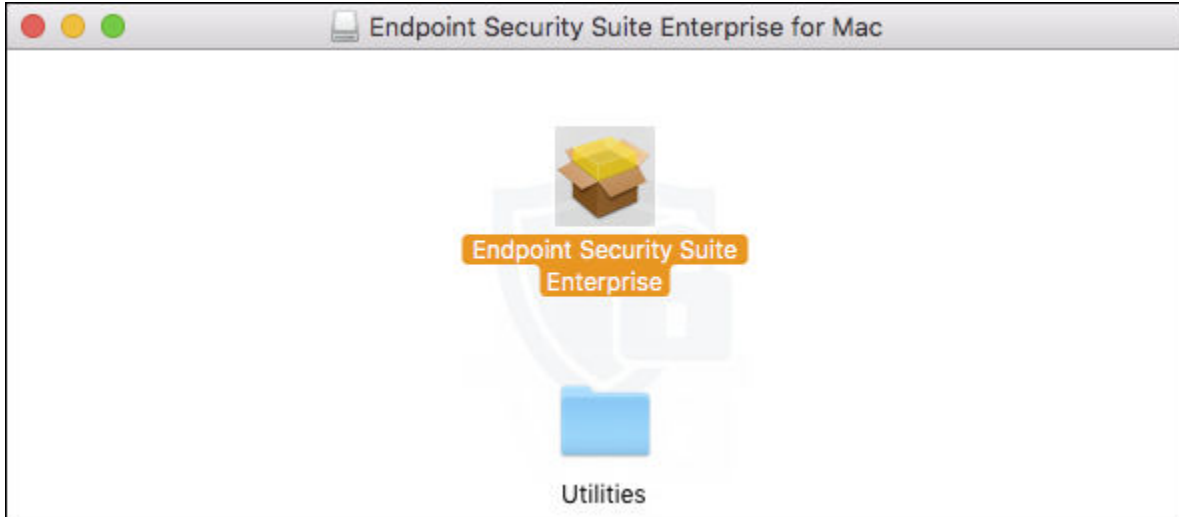 Endpoint Security Suite Enterprise for Mac
Endpoint Security Suite
Enterprise
Utilities